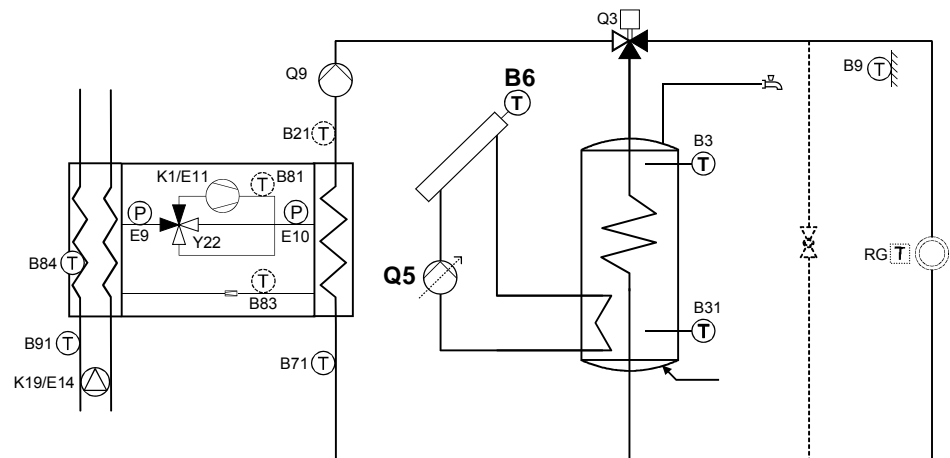 Q3
B9
T
Q9
B6
T
B21
T
B3
T
K1/E11
T
B81
P
P
E9
Y22
E10
RG
T
B84
T
Q5
T
B83
B31
T
B91
T
B71
T
K19/E14